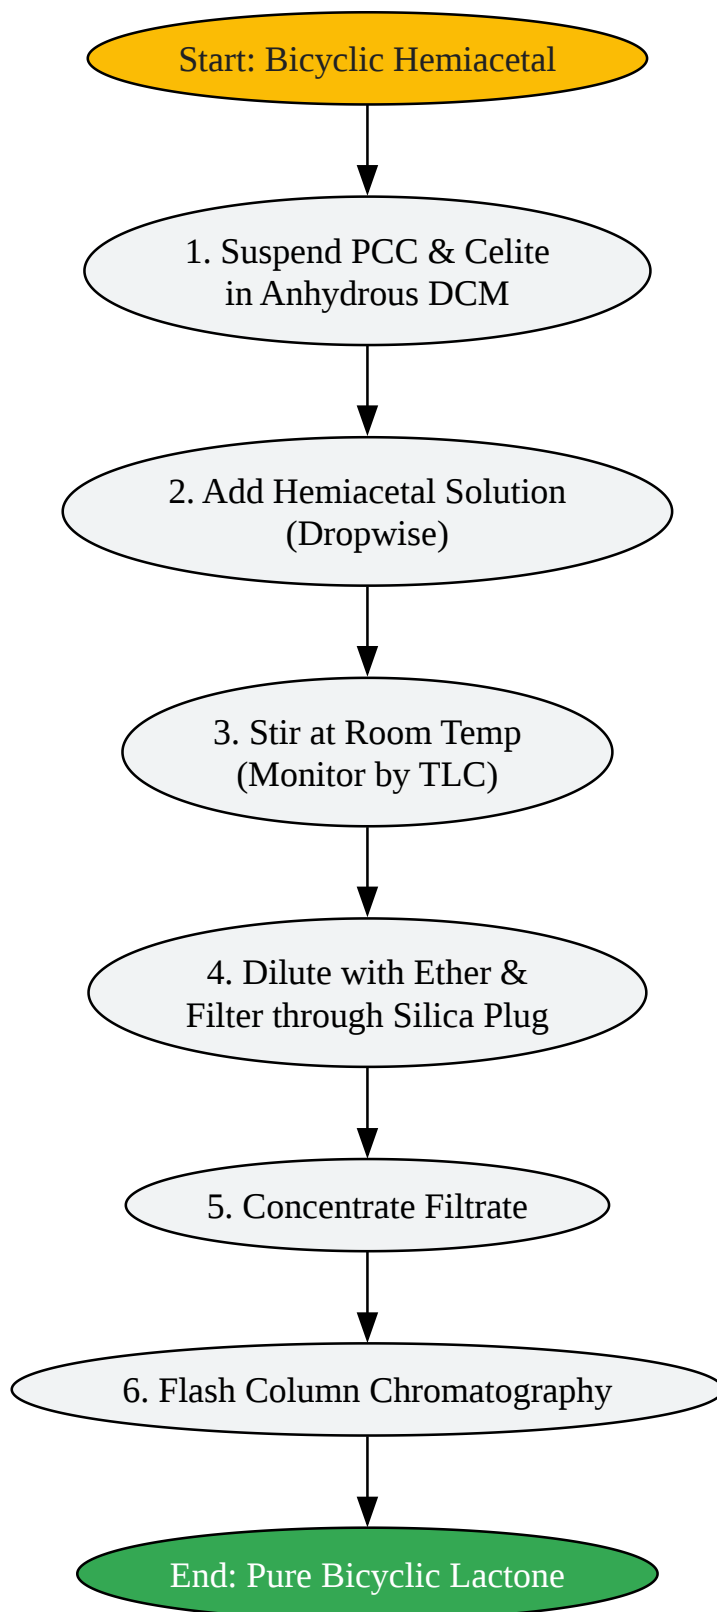 Start: Bicyclic Hemiacetal
1. Suspend PCC & Celite
in Anhydrous DCM
2. Add Hemiacetal Solution
(Dropwise)
3. Stir at Room Temp
(Monitor by TLC)
4. Dilute with Ether &
Filter through Silica Plug
5. Concentrate Filtrate
6. Flash Column Chromatography
End: Pure Bicyclic Lactone